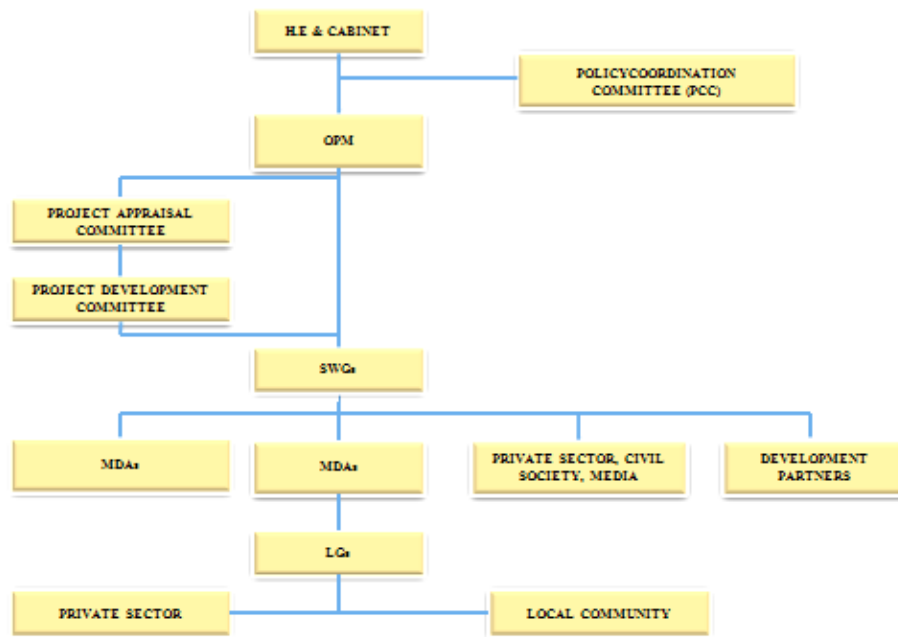 H.E & CABINET
POLICYCOORDINATION
COMMITTEE (PCC)
OPM
PROJECT APPRAISAL
COMMITTEE
PROJECT DEVELOPMENT
COMMITTEE
SWGs
MDAs
MDAs
PRIVATE SECTOR, CIVIL
SOCIETY, MEDIA
DEVELOPMENT
PARTNERS
LGs
PRIVATE SECTOR
LOCAL COMMUNITY